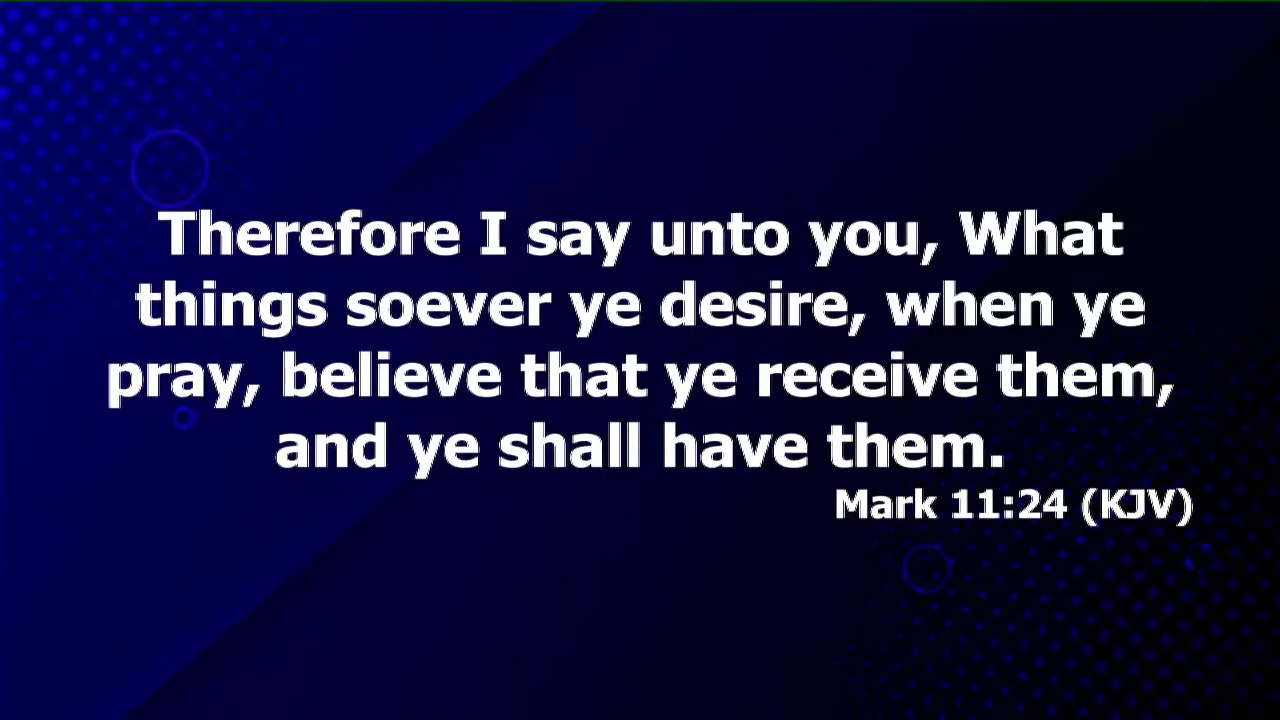 Therefore I say unto you, What
things soever ye desire, when ye
pray, believe that ye receive them,
and ye shall have them.
Mark 11:24 (KJV)